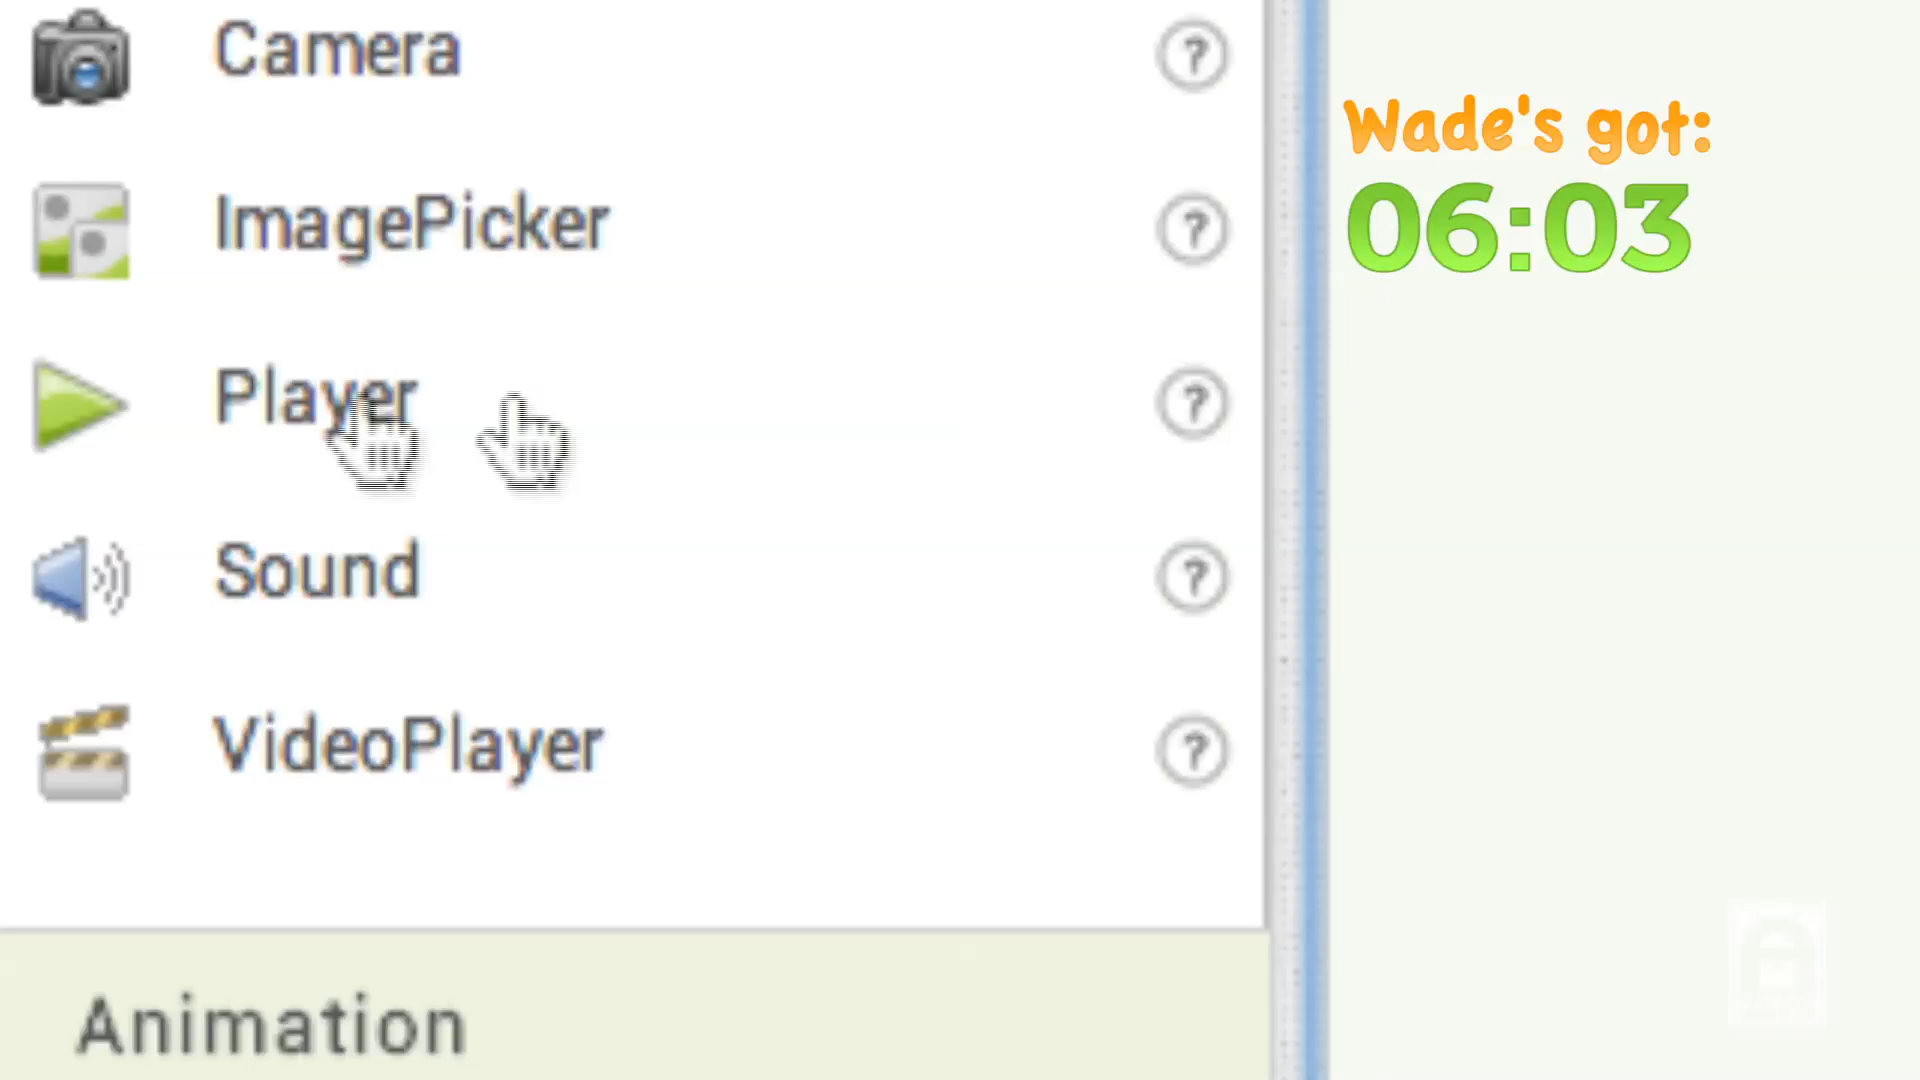 Camera
?
Wade's got:
06:03
ImagePicker
?
Player
?
Sound
?
VideoPlayer
?
Animation